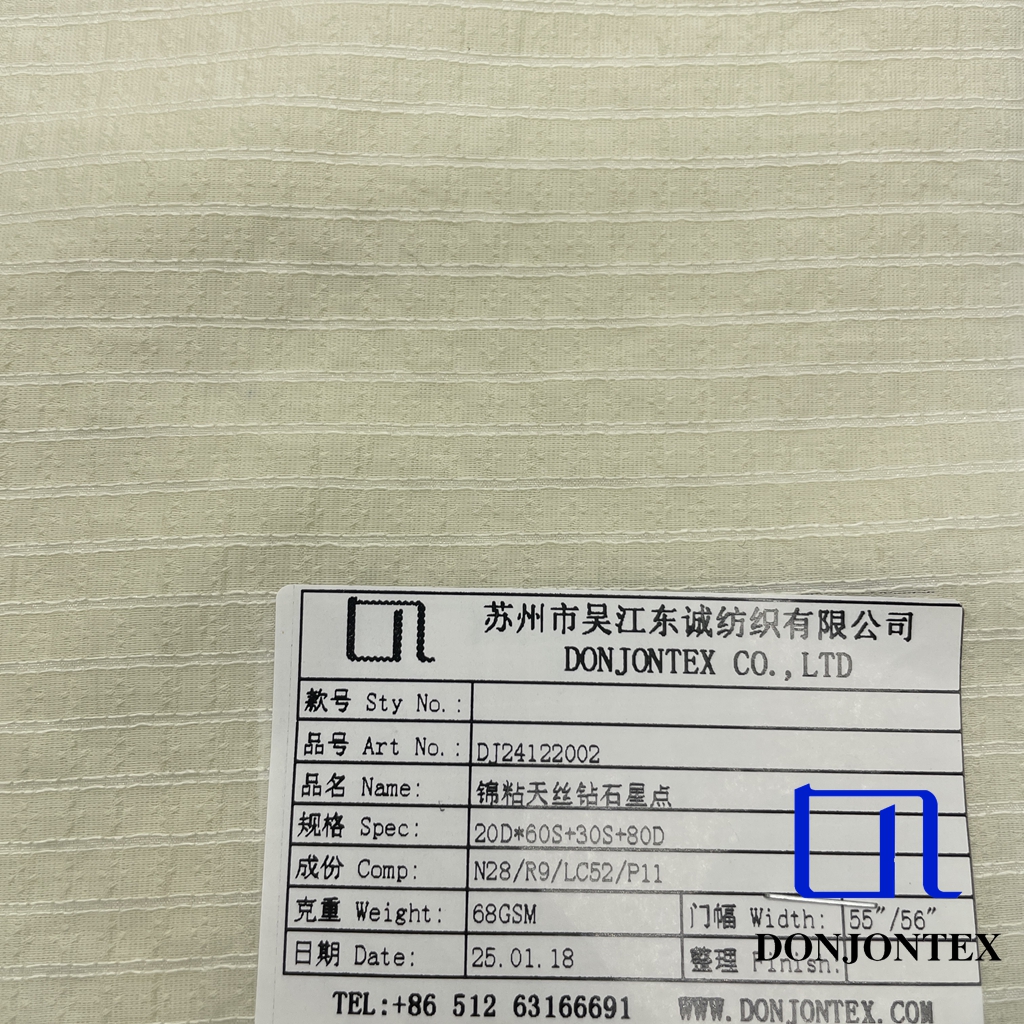 苏州市吴江东诚纺织有限公司
DONJONTEX CO.,LTD
款号 Sty No.:
品号 Art No.: DJ24122002
品名 Name: 锦粘天丝钻石星点
规格 Spec: 20D*60S+30S+80D
成份 Comp: N28/R9/LC52/P11
克重 Weight: 68GSM 门幅 Width: 55"/56"
日期 Date: 25.01.18 整理 Finish:
TEL:+86 512 63166691 WWW.DONJONTEX.COM
DONJONTEX